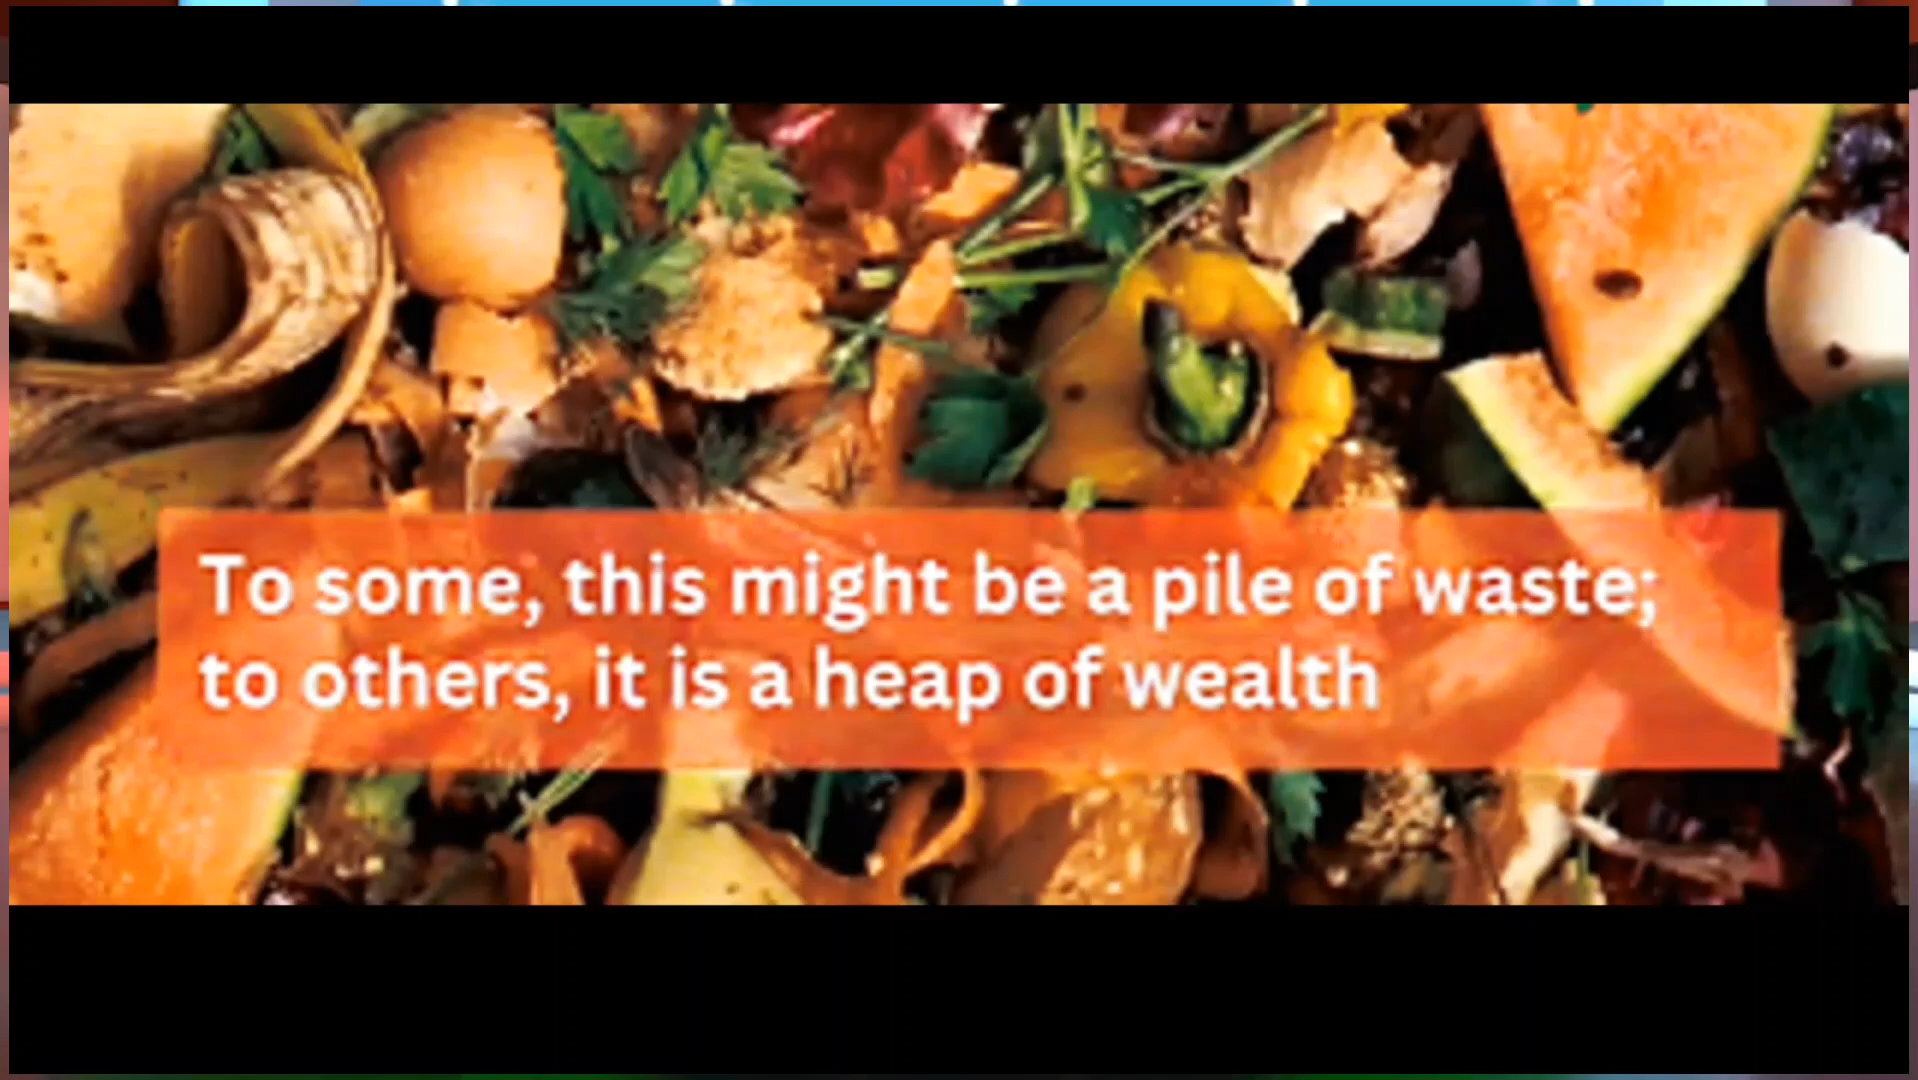 To some, this might be a pile of waste;
to others, it is a heap of wealth